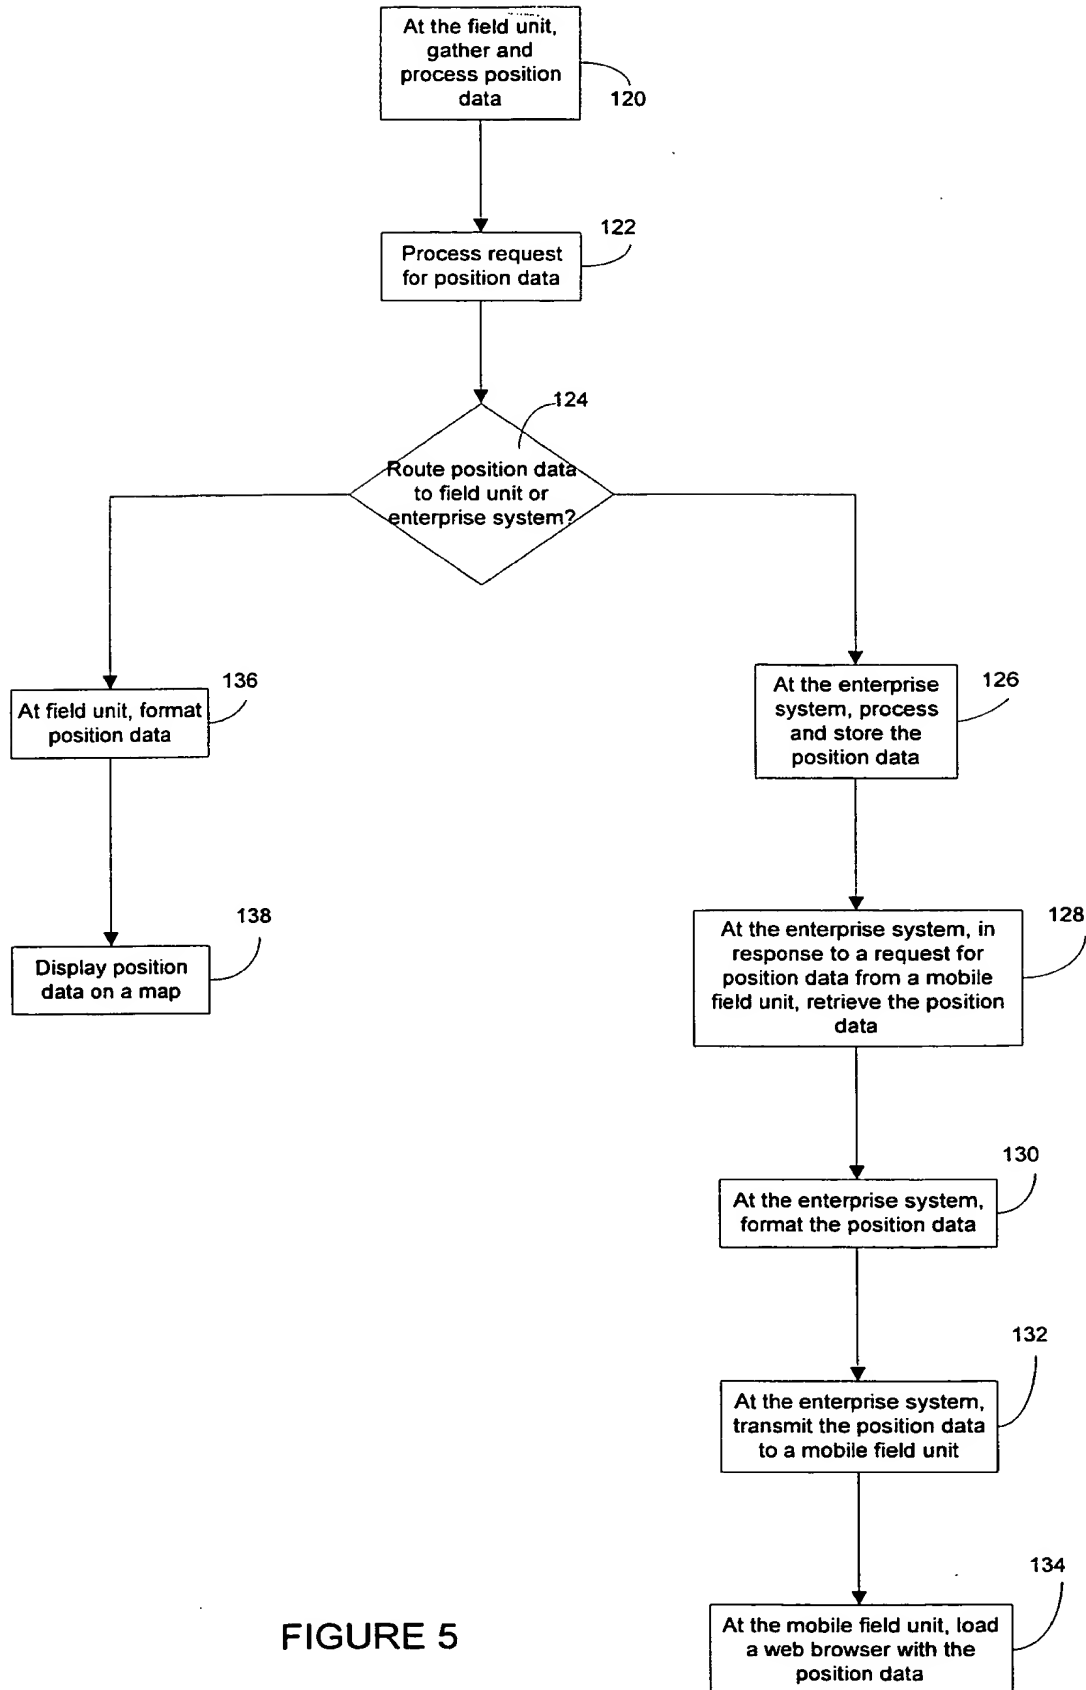 At the field unit,
gather and
process position
data
120
122
Process request
for position data
124
Route position data
to field unit or
enterprise system?
136
At field unit, format
position data
138
Display position
data on a map
126
At the enterprise
system, process
and store the
position data
128
At the enterprise system, in
response to a request for
position data from a mobile
field unit, retrieve the position
data
130
At the enterprise system,
format the position data
132
At the enterprise system,
transmit the position data
to a mobile field unit
134
At the mobile field unit, load
a web browser with the
position data
FIGURE 5